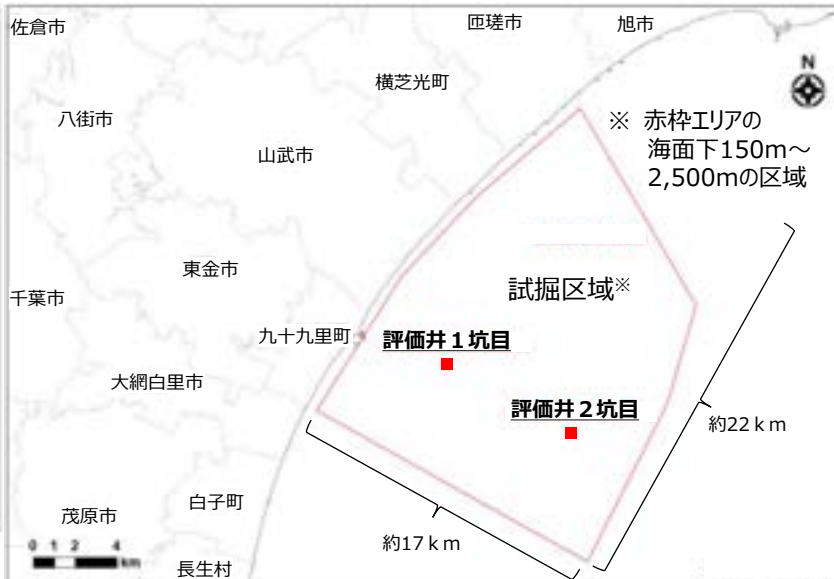 佐倉市
匝瑳市
旭市
横芝光町
N
八街市
※ 赤枠エリアの
海面下150m～
2,500mの区域
山武市
東金市
試掘区域※
千葉市
九十九里町
評価井１坑目
大網白里市
評価井２坑目
約22ｋｍ
白子町
茂原市
約17ｋｍ
0 1 2 4
km
長生村